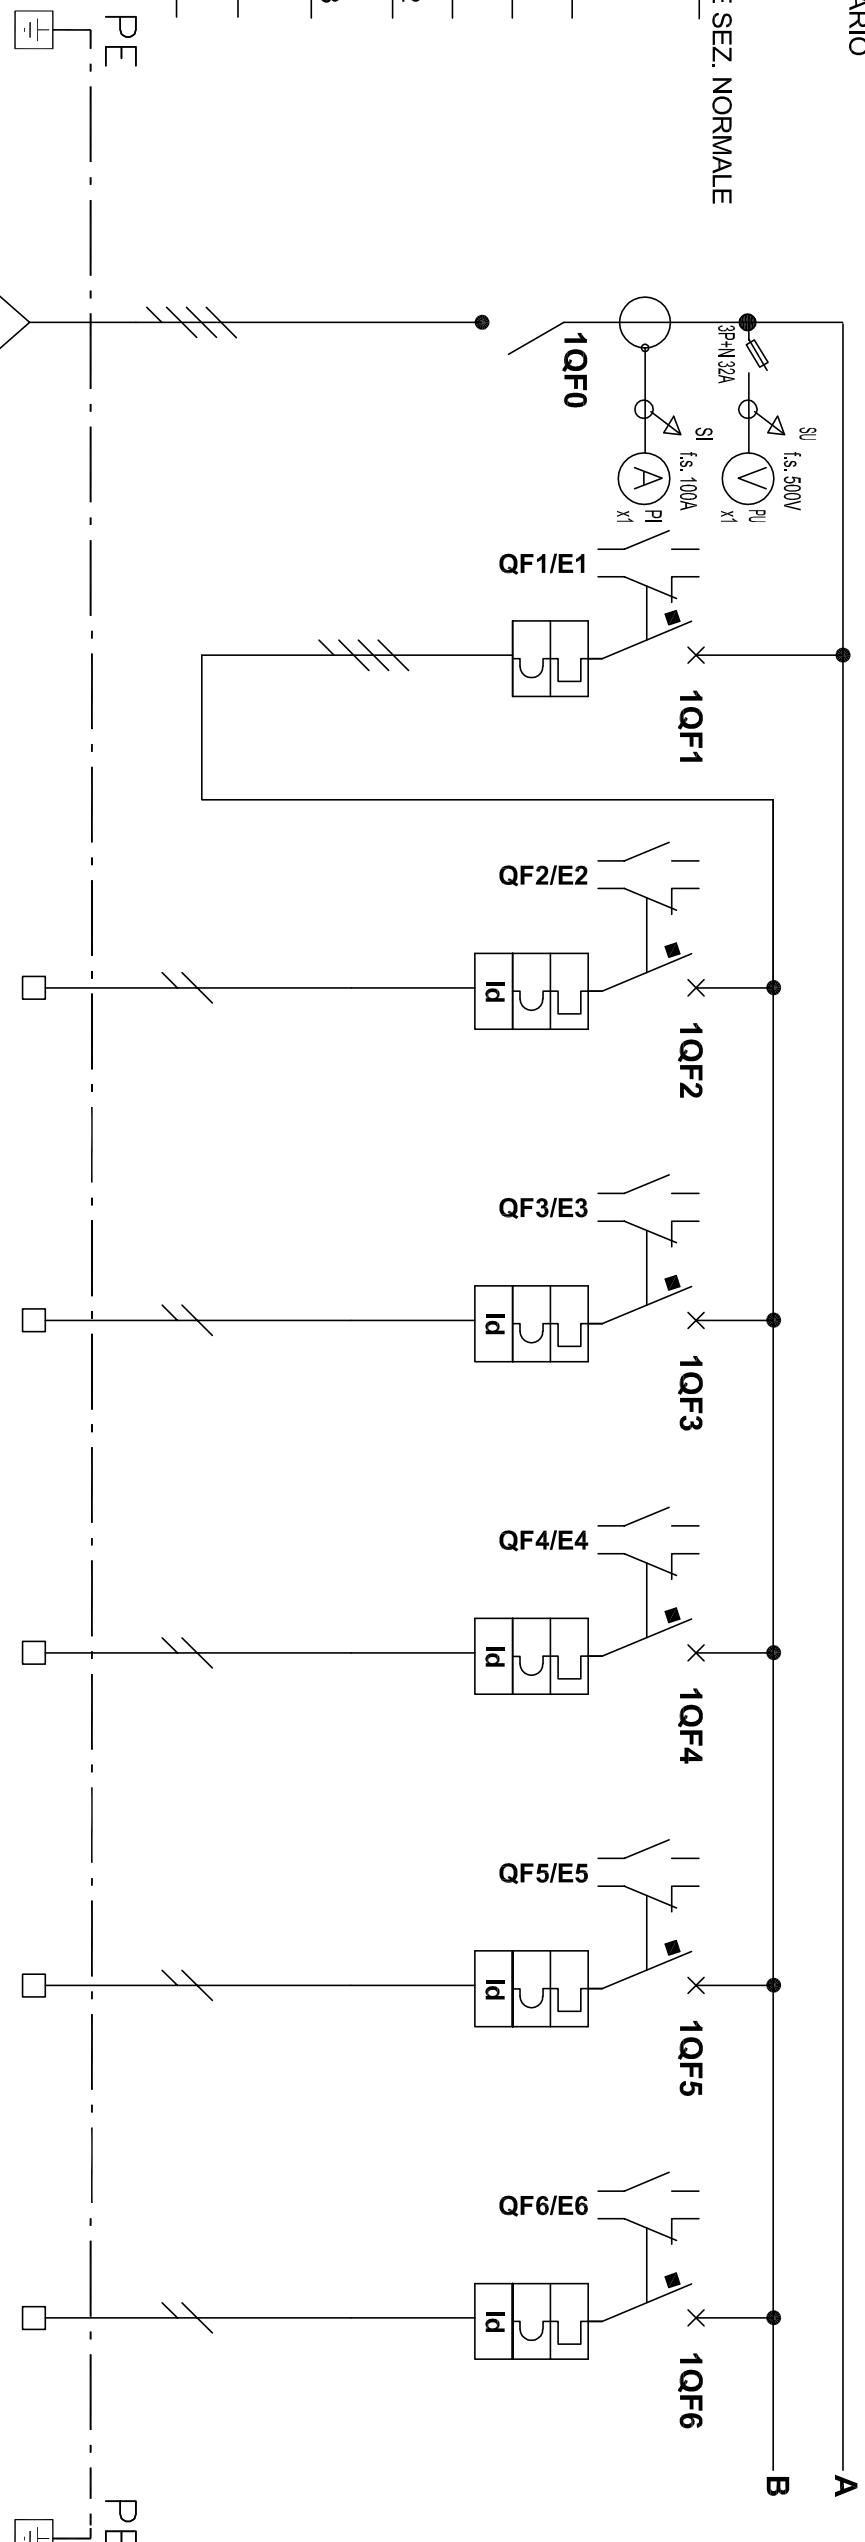 PE
SEZ. NORMALE
1QF0
3P+N 32A
SU
f.s. 500V
V
PU
x1
SI
f.s. 100A
A
PI
x1
QF1/E1
1QF1
QF2/E2
1QF2
Id
QF3/E3
1QF3
Id
QF4/E4
1QF4
Id
QF5/E5
1QF5
Id
QF6/E6
1QF6
Id
A
B
PE